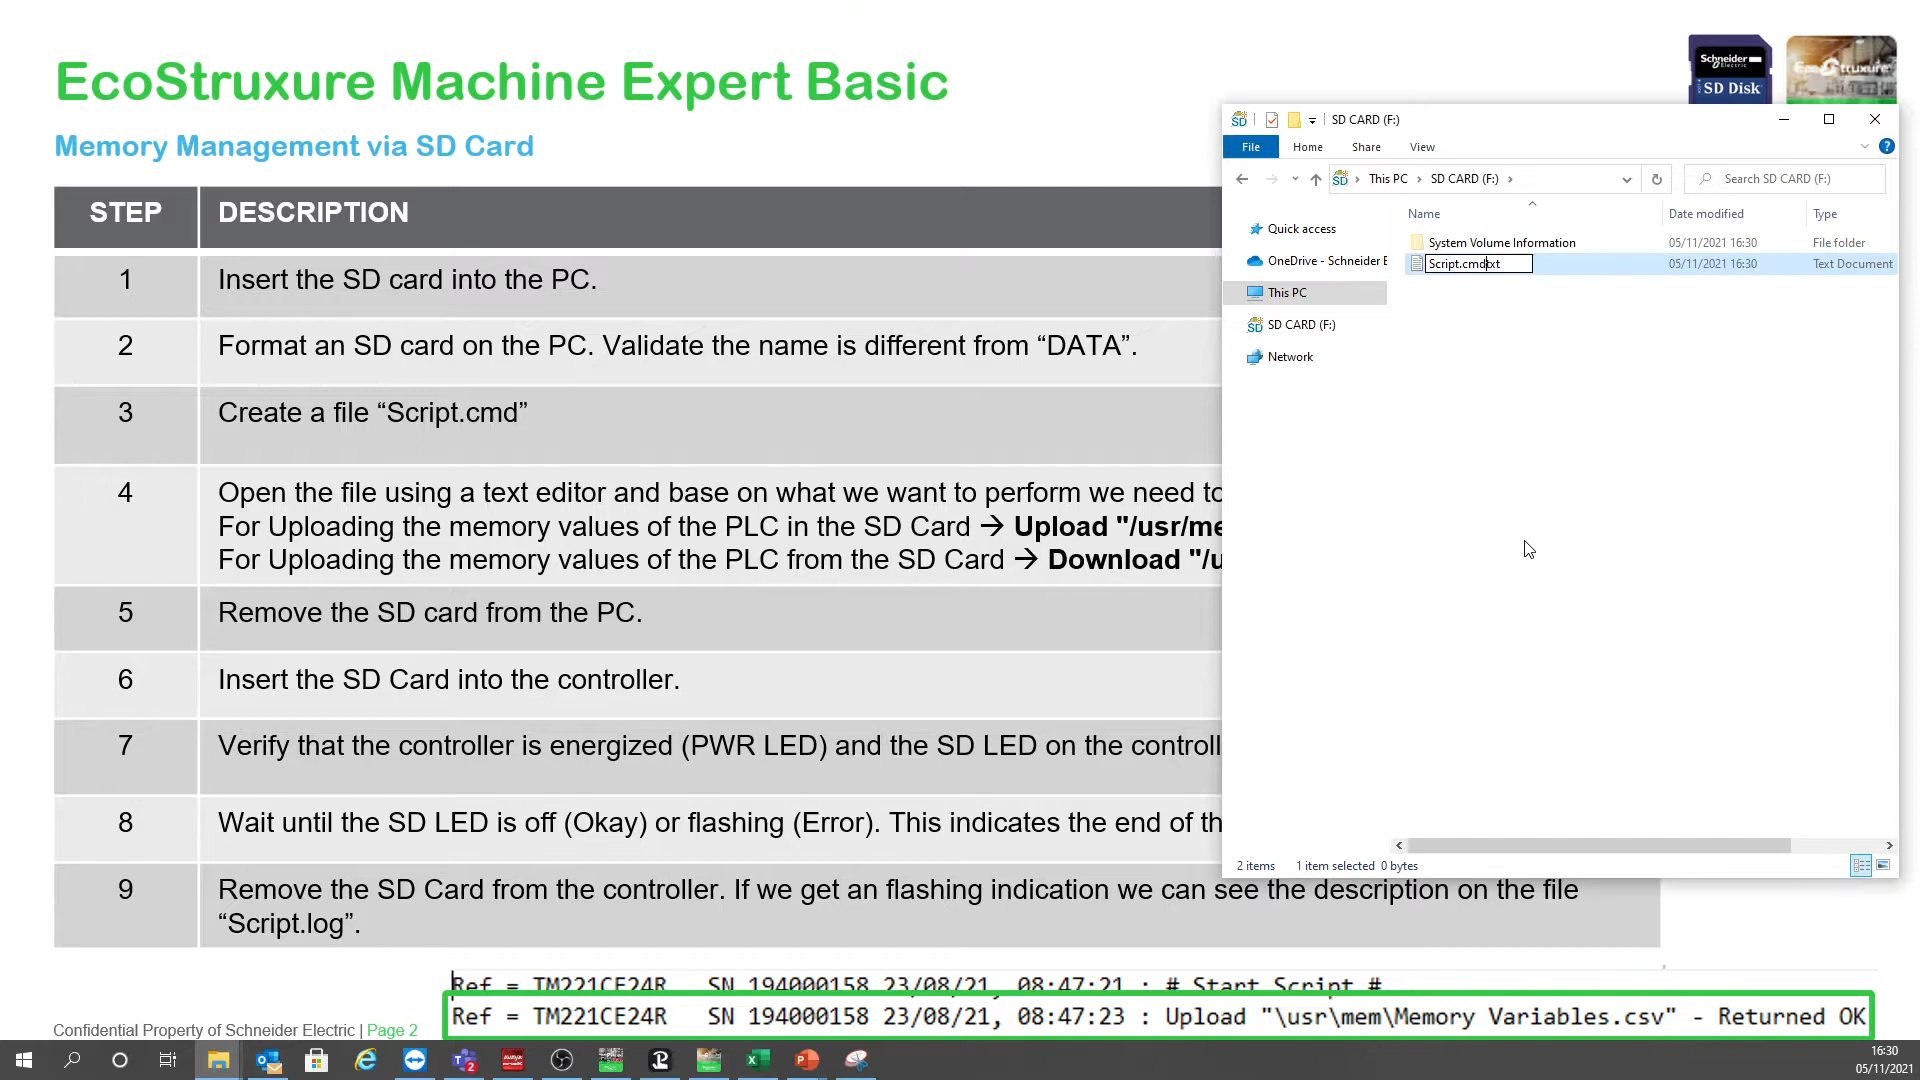 EcoStruxure Machine Expert Basic
Memory Management via SD Card
Schneider
Electric
SD Disk
SD CARD (F:)
File Home Share View
This PC SD CARD (F:)
Search SD CARD (F:)
Name Date modified Type
Quick access
OneDrive - Schneider E
This PC
SD CARD (F:)
Network
System Volume Information 05/11/2021 16:30 File folder
Script.cmdtxt 05/11/2021 16:30 Text Document
2 items 1 item selected 0 bytes
STEP DESCRIPTION
1 Insert the SD card into the PC.
2 Format an SD card on the PC. Validate the name is different from “DATA”.
3 Create a file “Script.cmd”
4 Open the file using a text editor and base on what we want to perform we need to
For Uploading the memory values of the PLC in the SD Card → Upload "/usr/me
For Uploading the memory values of the PLC from the SD Card → Download "/u
5 Remove the SD card from the PC.
6 Insert the SD Card into the controller.
7 Verify that the controller is energized (PWR LED) and the SD LED on the controll
8 Wait until the SD LED is off (Okay) or flashing (Error). This indicates the end of th
9 Remove the SD Card from the controller. If we get an flashing indication we can see the description on the file
“Script.log”.
Ref = TM221CE24R SN 194000158 23/08/21, 08:47:21 : # Start Script #
Ref = TM221CE24R SN 194000158 23/08/21, 08:47:23 : Upload "\usr\mem\Memory Variables.csv" - Returned OK
Confidential Property of Schneider Electric | Page 2
16:30
05/11/2021